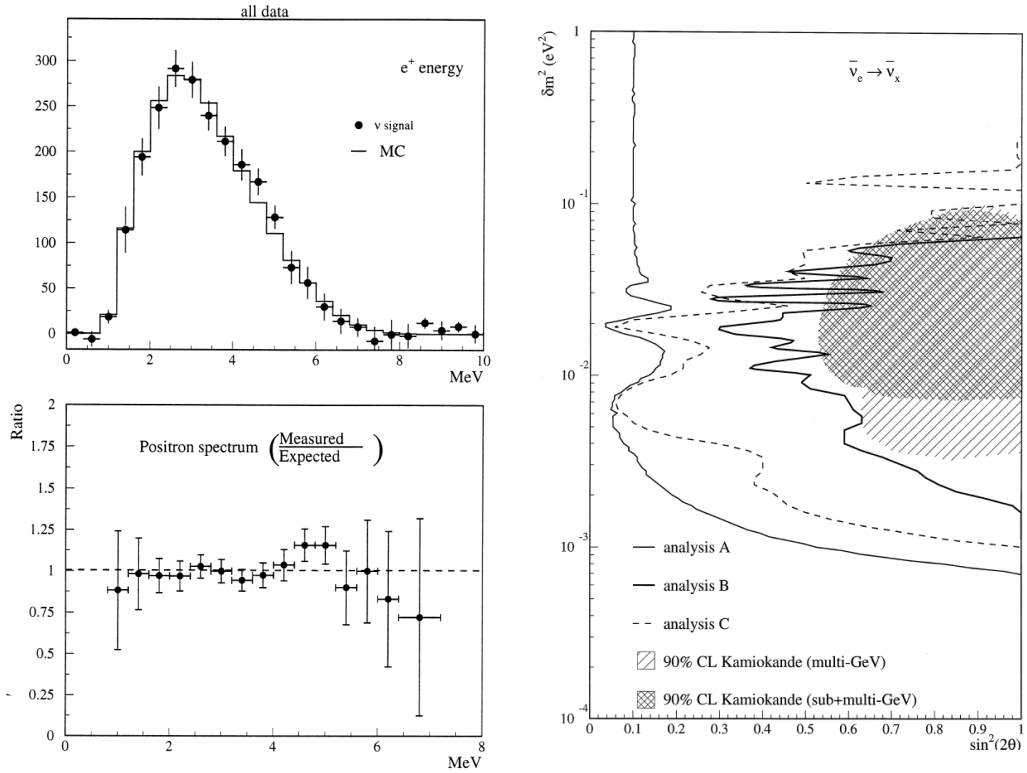 all data
300
250
200
150
100
50
0
e⁺ energy
ν signal
MC
0 2 4 6 8 10
MeV
Ratio
2
1.75
1.5
1.25
1
0.75
0.5
0.25
0
Positron spectrum (Measured/Expected)
0 2 4 6 8
MeV
δm² (eV²)
1
10⁻¹
10⁻²
10⁻³
10⁻⁴
ν̅ₑ → ν̅ₓ
analysis A
analysis B
analysis C
90% CL Kamiokande (multi-GeV)
90% CL Kamiokande (sub+multi-GeV)
0 0.1 0.2 0.3 0.4 0.5 0.6 0.7 0.8 0.9 1
sin²(2θ)